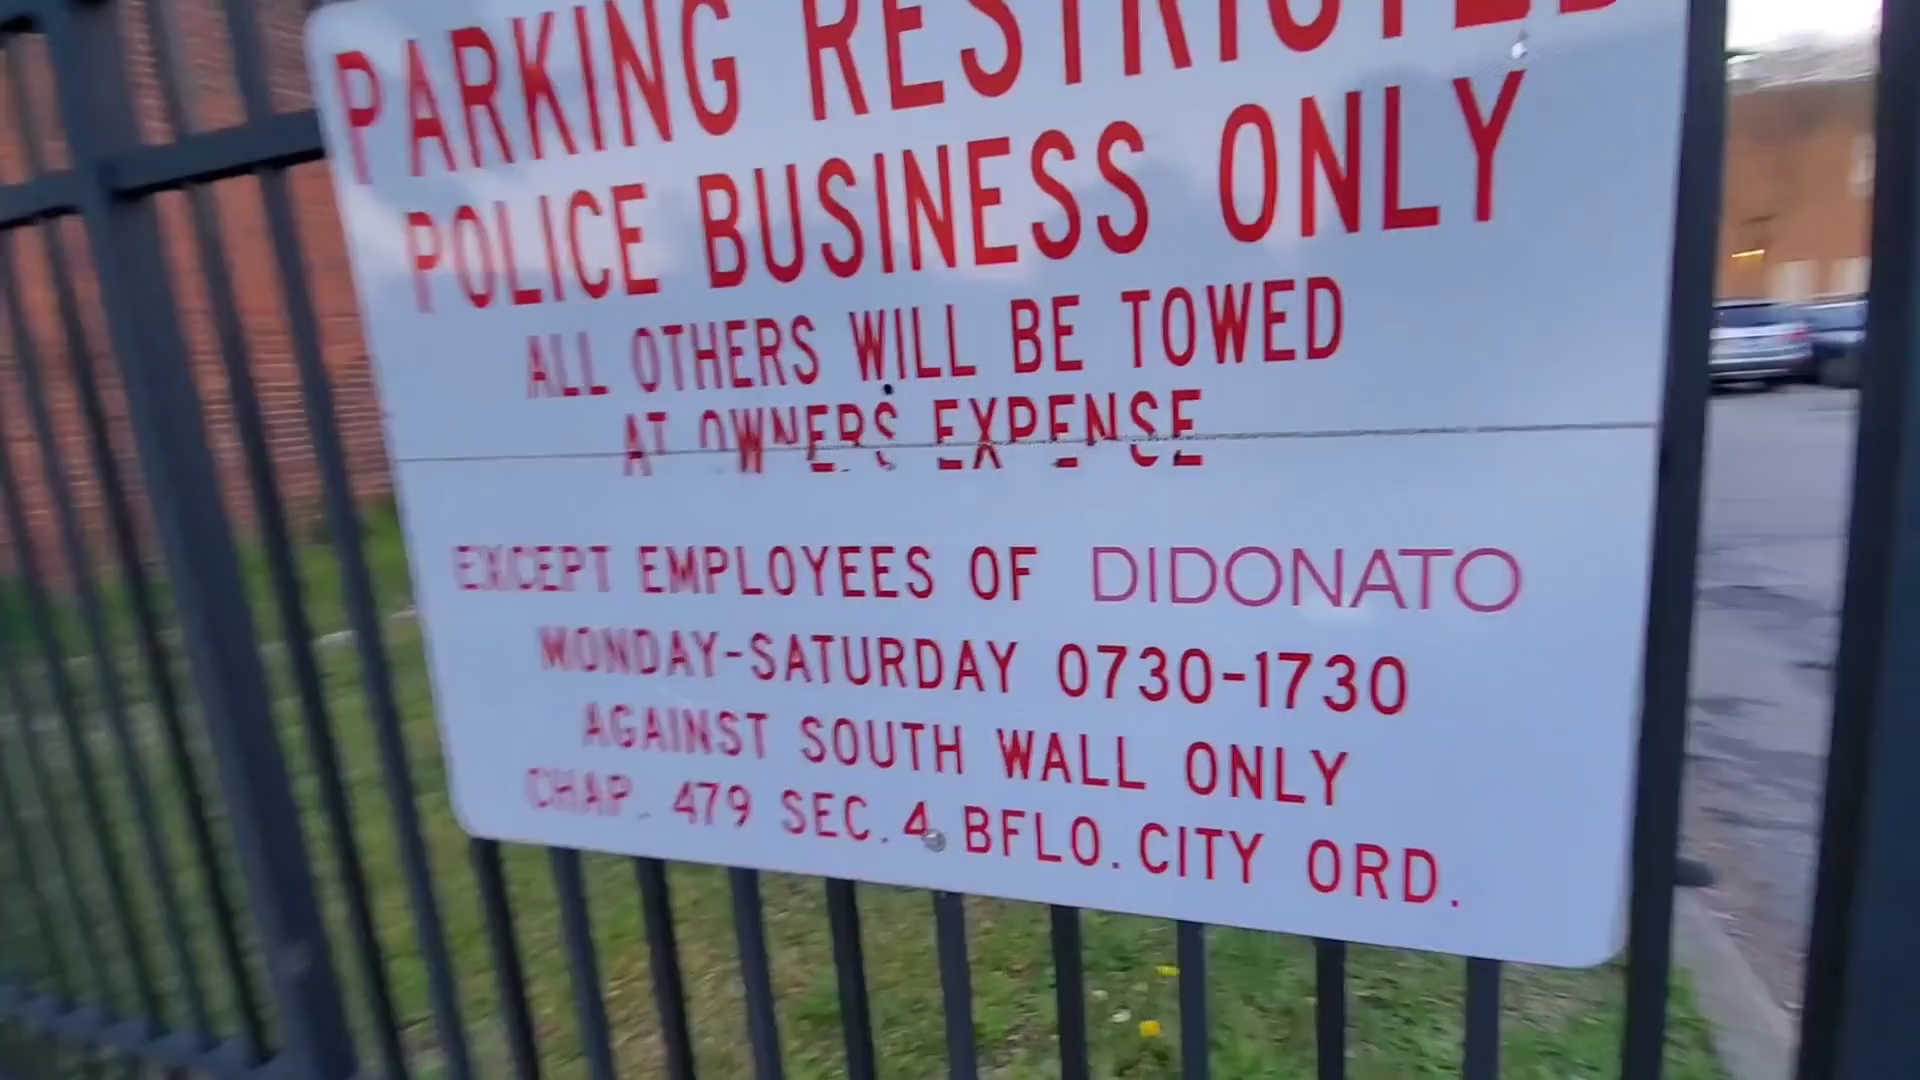 PARKING RESTRICTED
POLICE BUSINESS ONLY
ALL OTHERS WILL BE TOWED
AT OWNERS EXPENSE
EXCEPT EMPLOYEES OF DIDONATO
MONDAY-SATURDAY 0730-1730
AGAINST SOUTH WALL ONLY
CHAP. 479 SEC. 4 BFLO. CITY ORD.